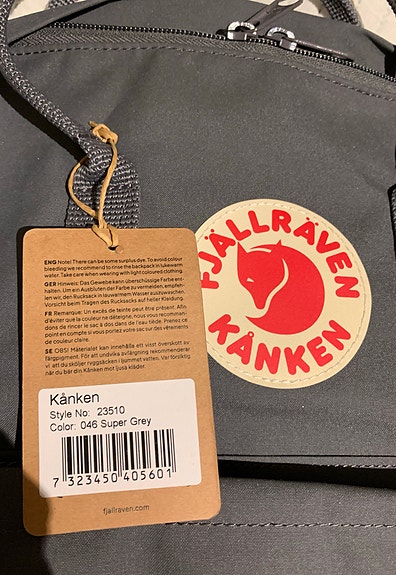 FJÄLLRÄVEN
KÅNKEN
ENG Note! There can be some surplus dye. To avoid colour
bleeding we recommend to rinse the backpack in lukewarm
water. Take care when wearing with light coloured clothing.
GER Hinweis: Das Gewebe kann überschüssige Farbe ent-
halten. Um ein Ausbluten der Farbe zu vermeiden, empfeh-
len wir, den Rucksack in lauwarmem Wasser auszuwaschen.
Vorsicht beim Tragen des Rucksacks auf heller Kleidung.
FR Remarque: Un excès de teinte peut être présent. Afin
d'éviter que la couleur ne déteigne, nous vous recomman-
dons de rincer le sac à dos dans de l'eau tiède. Prenez ce
point en compte si vous portez votre sac sur des vêtements
de couleur claire.
SE OBS! Materialet kan innehålla ett visst överskott av
färgpigment. För att undvika avfärgning rekommenderar
vi att du sköljer ryggsäcken i ljummet vatten. Var försiktig
när du bär din Kånken mot ljusa kläder.
Kånken
Style No: 23510
Color: 046 Super Grey
7 323450 405601
fjallraven.com